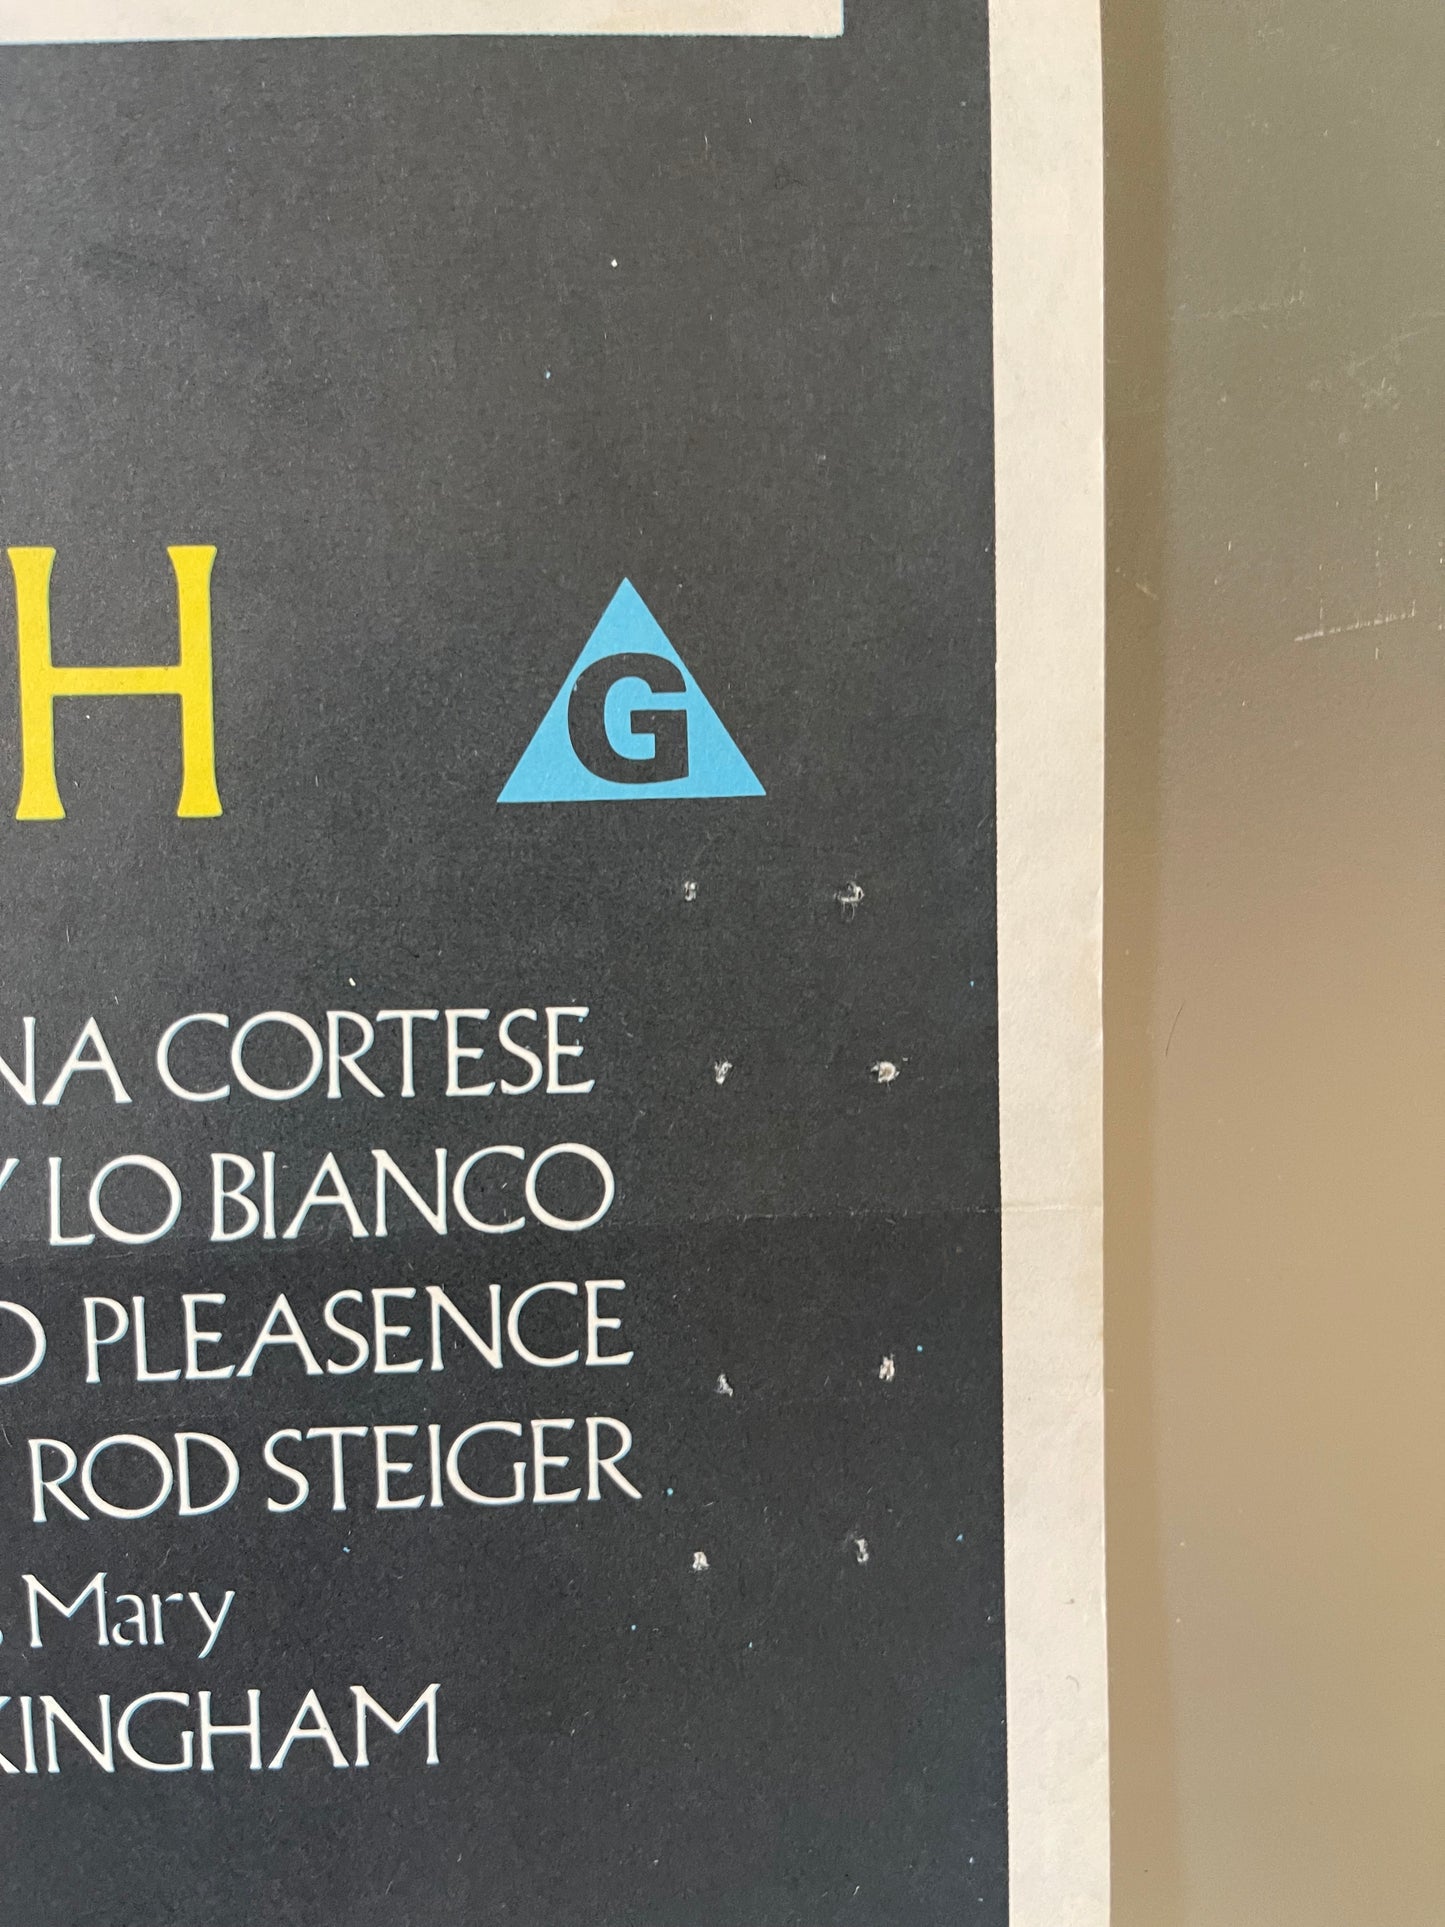 H
G
NA CORTESE
Y LO BIANCO
D PLEASENCE
ROD STEIGER
s Mary
KINGHAM